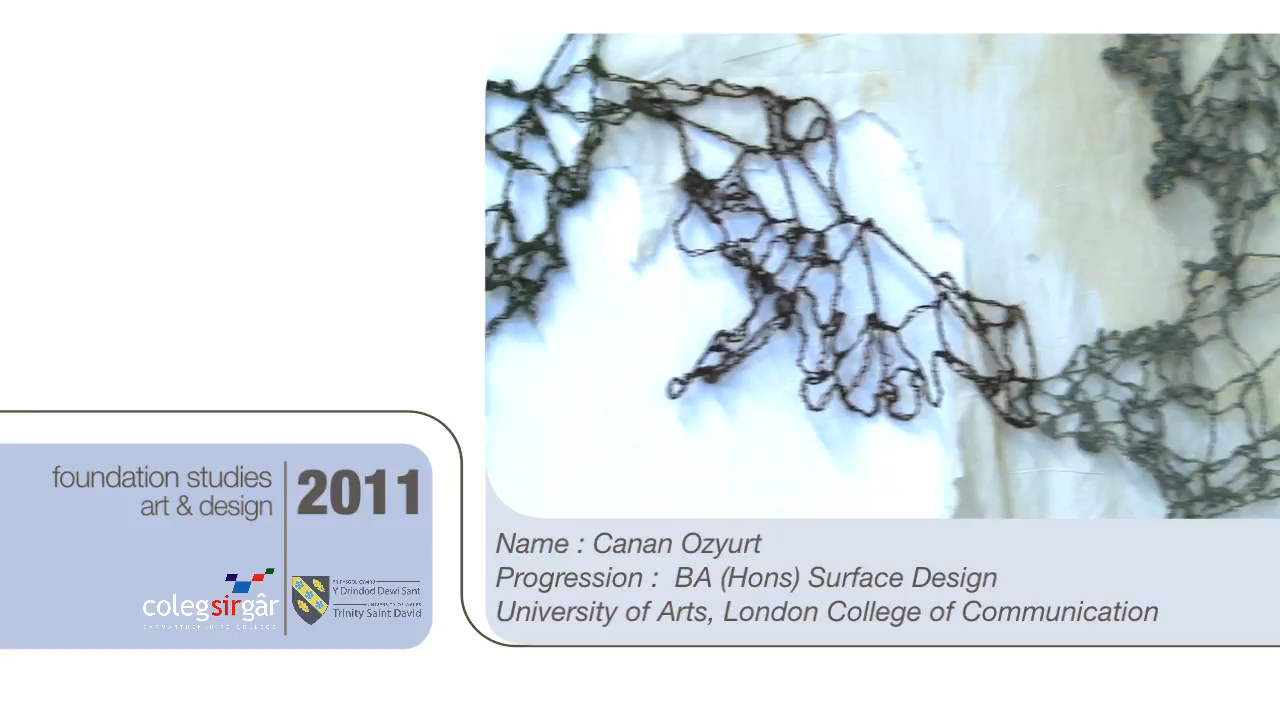 foundation studies
art & design
2011
colegsirgâr
Y Drindod Dewi Sant
Trinity Saint David
Name : Canan Ozyurt
Progression :  BA (Hons) Surface Design
University of Arts, London College of Communication